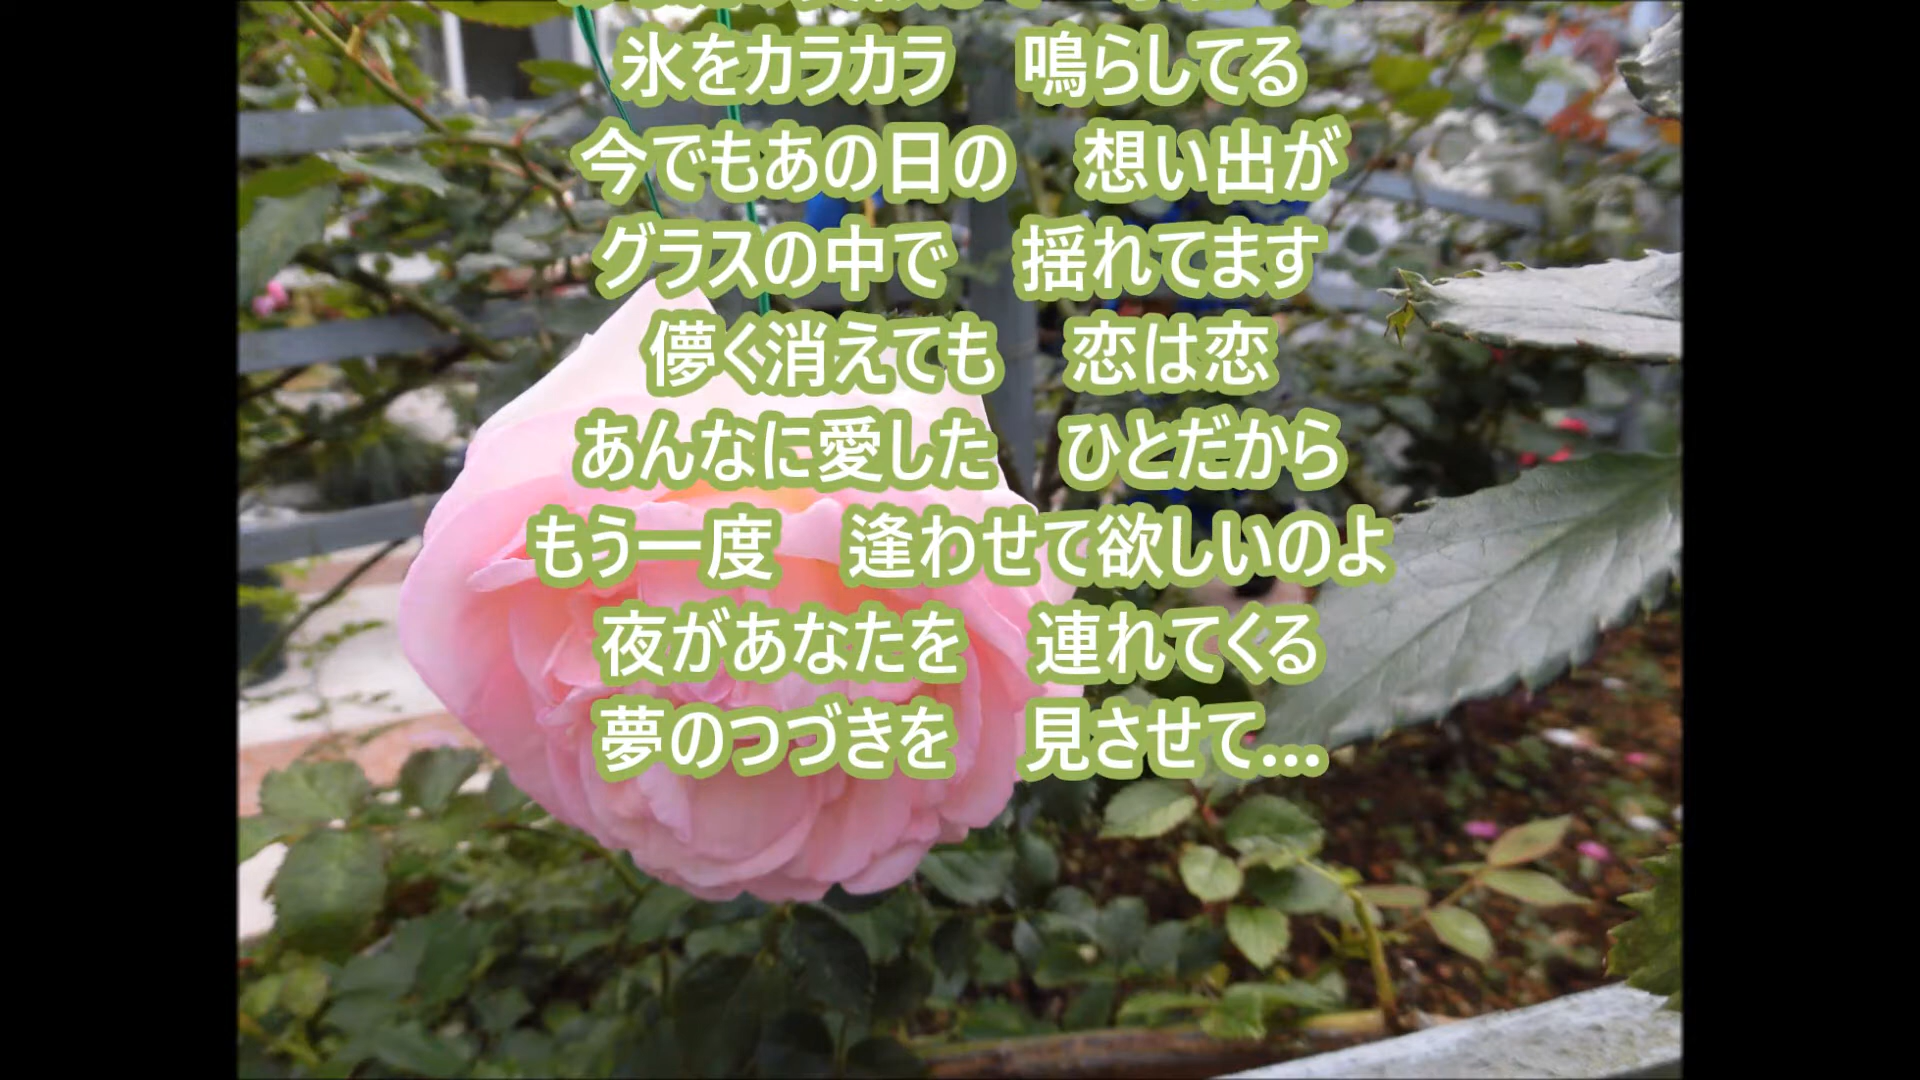 氷をカラカラ　鳴らしてる
今でもあの日の　想い出が
グラスの中で　揺れてます
儚く消えても　恋は恋
あんなに愛した　ひとだから
もう一度　逢わせて欲しいのよ
夜があなたを　連れてくる
夢のつづきを　見させて...